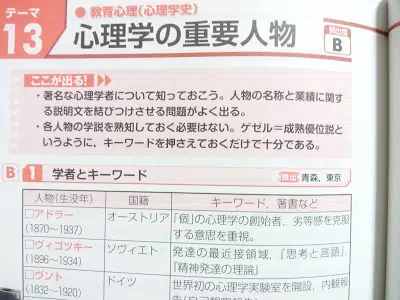 テーマ
13
● 教育心理(心理学史)
心理学の重要人物
頻出度
B
ここが出る!
・著名な心理学者について知っておこう。人物の名称と業績に関す
る説明文を結びつけさせる問題がよく出る。
・各人物の学説を熟知しておく必要はない。ゲゼル=成熟優位説と
いうように、キーワードを押さえておくだけで十分である。
B 1 学者とキーワード 頻出 青森,東京
人物(生没年) 国籍 キーワード,著書など
□アドラー オーストリア 「個」の心理学の創始者,劣等感を克服
(1870〜1937) する意思を重視。
□ヴィゴツキー ソヴィエト 発達の最近接領域,『思考と言語』,
(1896〜1934) 『精神発達の理論』
□ヴント ドイツ 世界初の心理学実験室を開設,内観報
(1832〜1920)